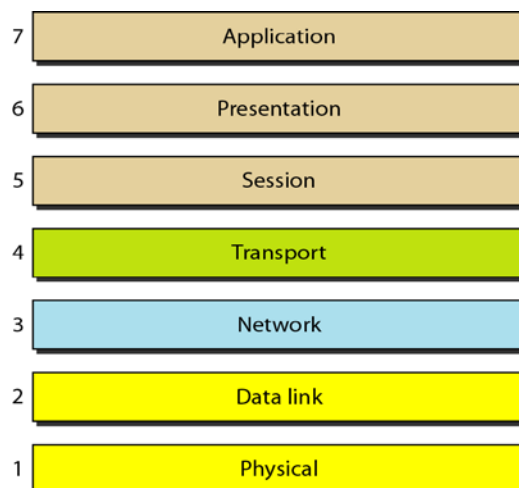 7 Application
6 Presentation
5 Session
4 Transport
3 Network
2 Data link
1 Physical